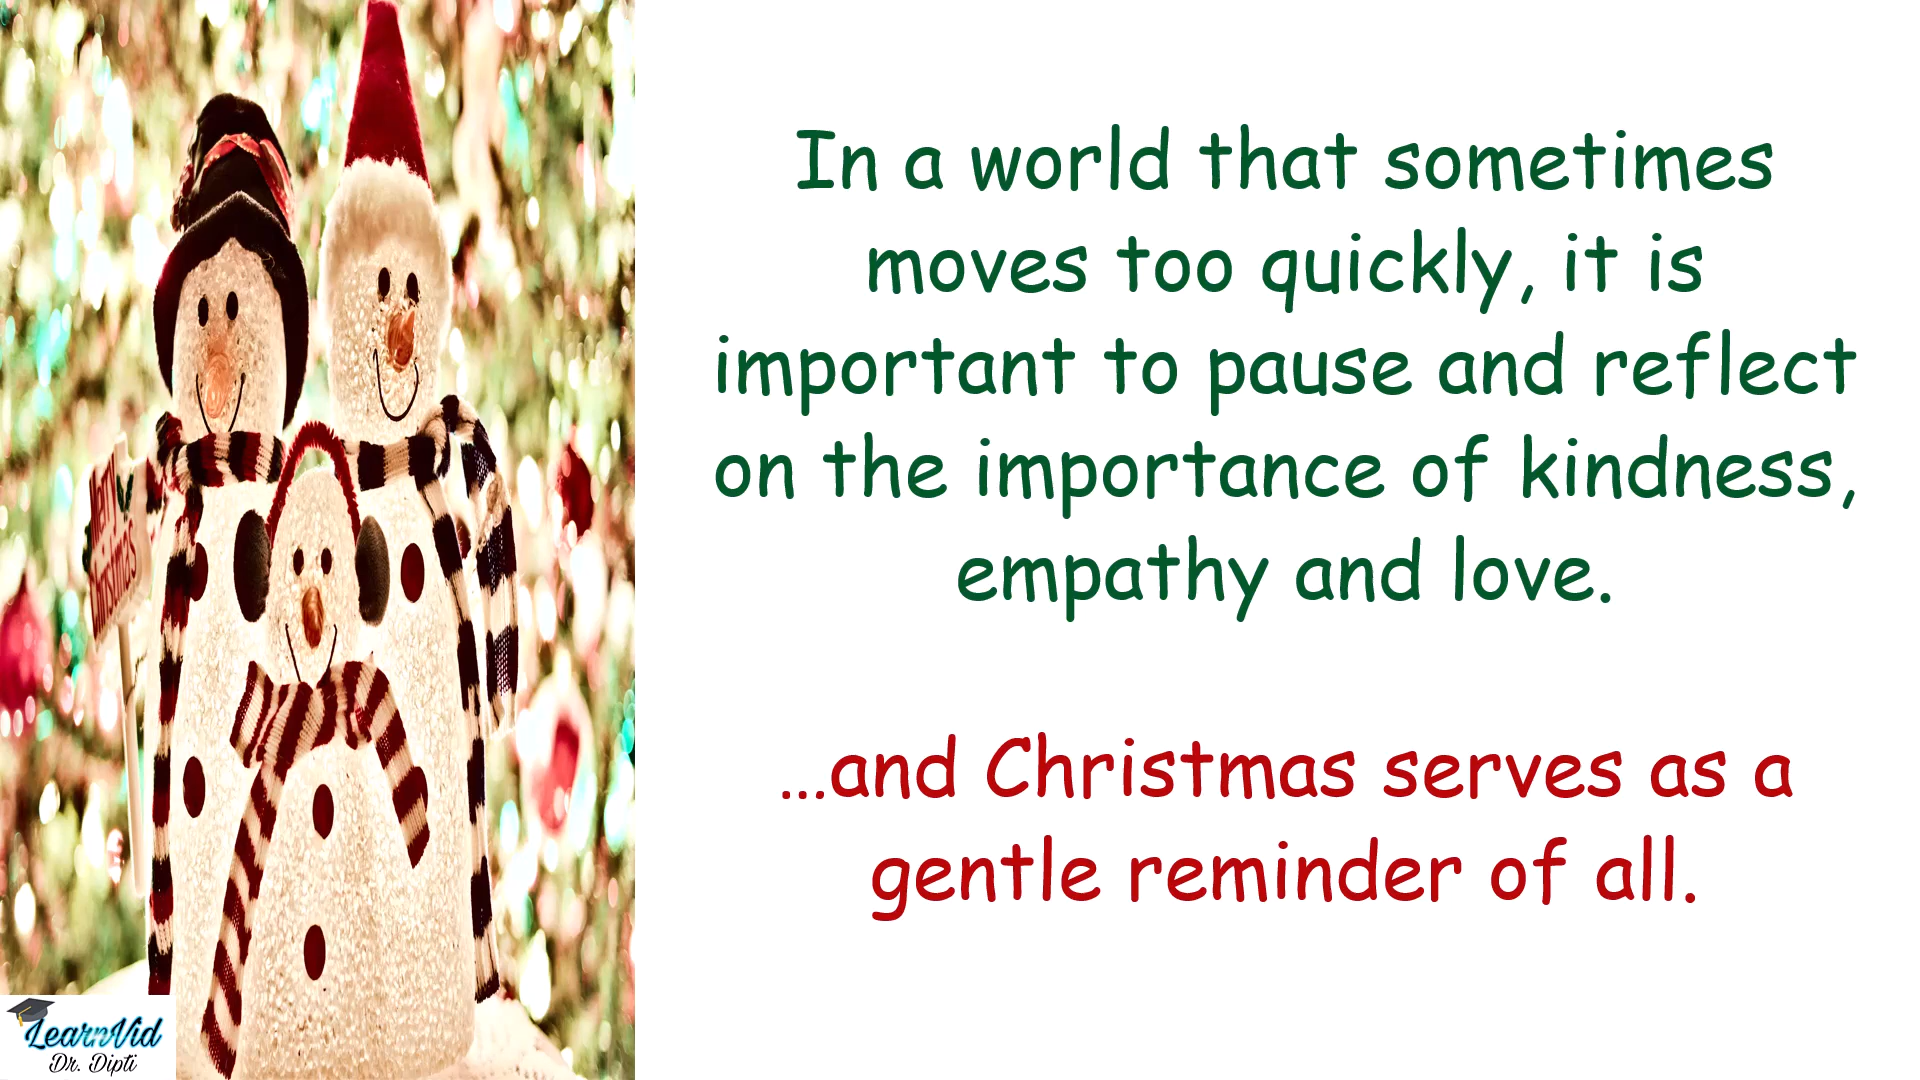 In a world that sometimes
moves too quickly, it is
important to pause and reflect
on the importance of kindness,
empathy and love.
...and Christmas serves as a
gentle reminder of all.
Merry
Christmas
LearnVid
Dr. Dipti